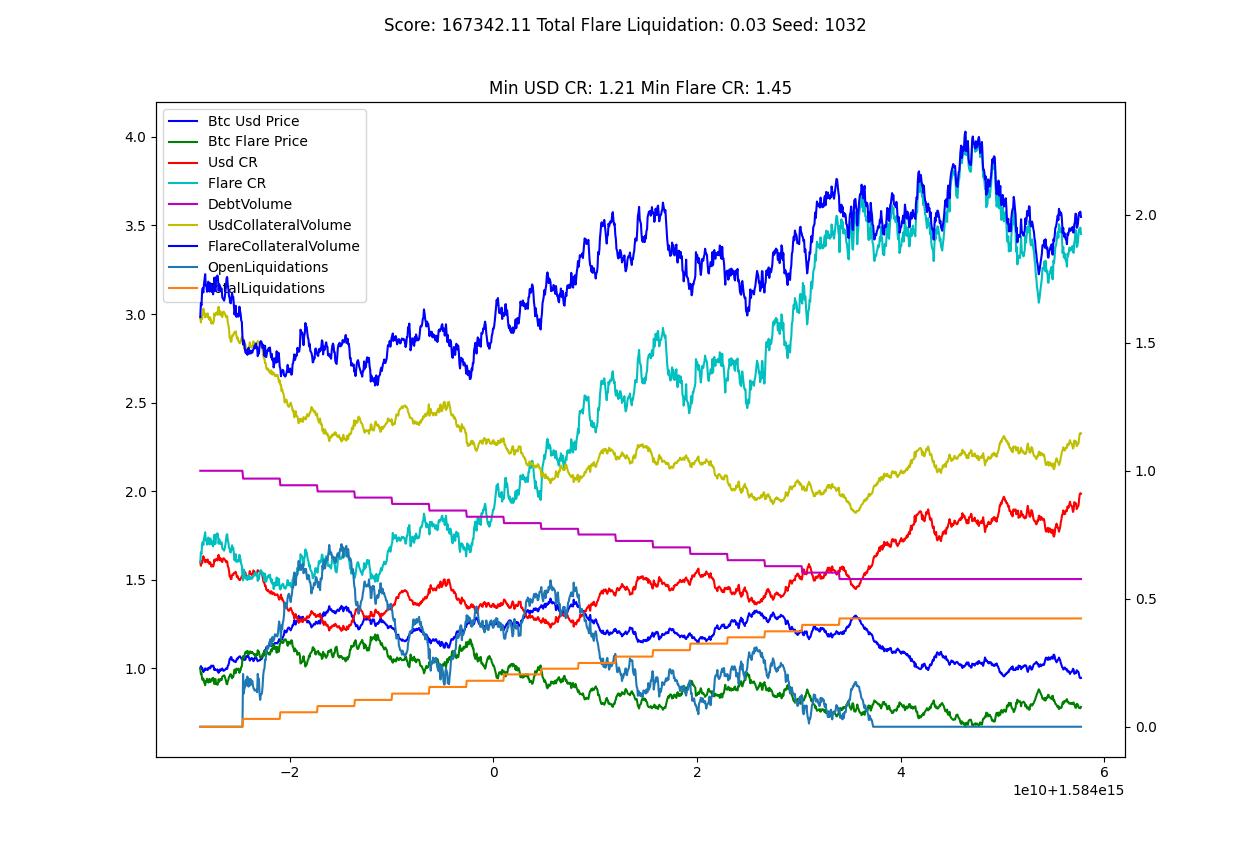 Score: 167342.11 Total Flare Liquidation: 0.03 Seed: 1032
Min USD CR: 1.21 Min Flare CR: 1.45
Btc Usd Price
Btc Flare Price
Usd CR
Flare CR
DebtVolume
UsdCollateralVolume
FlareCollateralVolume
OpenLiquidations
TotalLiquidations
4.0
3.5
3.0
2.5
2.0
1.5
1.0
2.0
1.5
1.0
0.5
0.0
−2
0
2
4
6
1e10+1.584e15